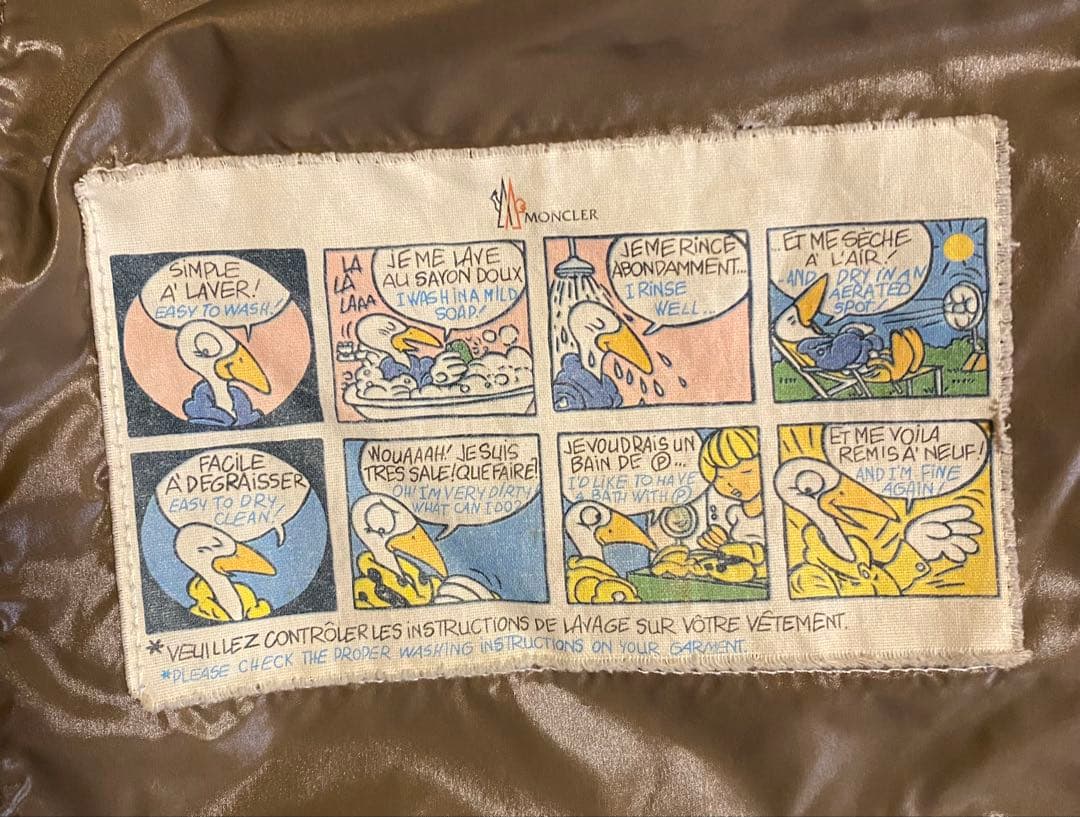 MONCLER
SIMPLE
A' LAVER!
EASY TO WASH!
LA
LA
LAAA
JE ME LAVE
AU SAVON DOUX
I WASH IN A MILD
SOAP!
JE ME RINCE
ABONDAMMENT...
I RINSE
WELL...
...ET ME SÈCHE
A' L'AIR!
AND I DRY IN AN
AERATED
SPOT!
FACILE
A' DEGRAISSER
EASY TO DRY
CLEAN!
WOUAAAH! JE SUIS
TRES SALE! QUE FAIRE!
OH! I'M VERY DIRTY
WHAT CAN I DO?
JE VOUDRAIS UN
BAIN DE Ⓟ...
I'D LIKE TO HAVE
A BATH WITH Ⓟ
ET ME VOILA
REMIS A' NEUF!
AND I'M FINE
AGAIN!
*VEUILLEZ CONTRÔLER LES INSTRUCTIONS DE LAVAGE SUR VÔTRE VÊTEMENT.
*PLEASE CHECK THE PROPER WASHING INSTRUCTIONS ON YOUR GARMENT.